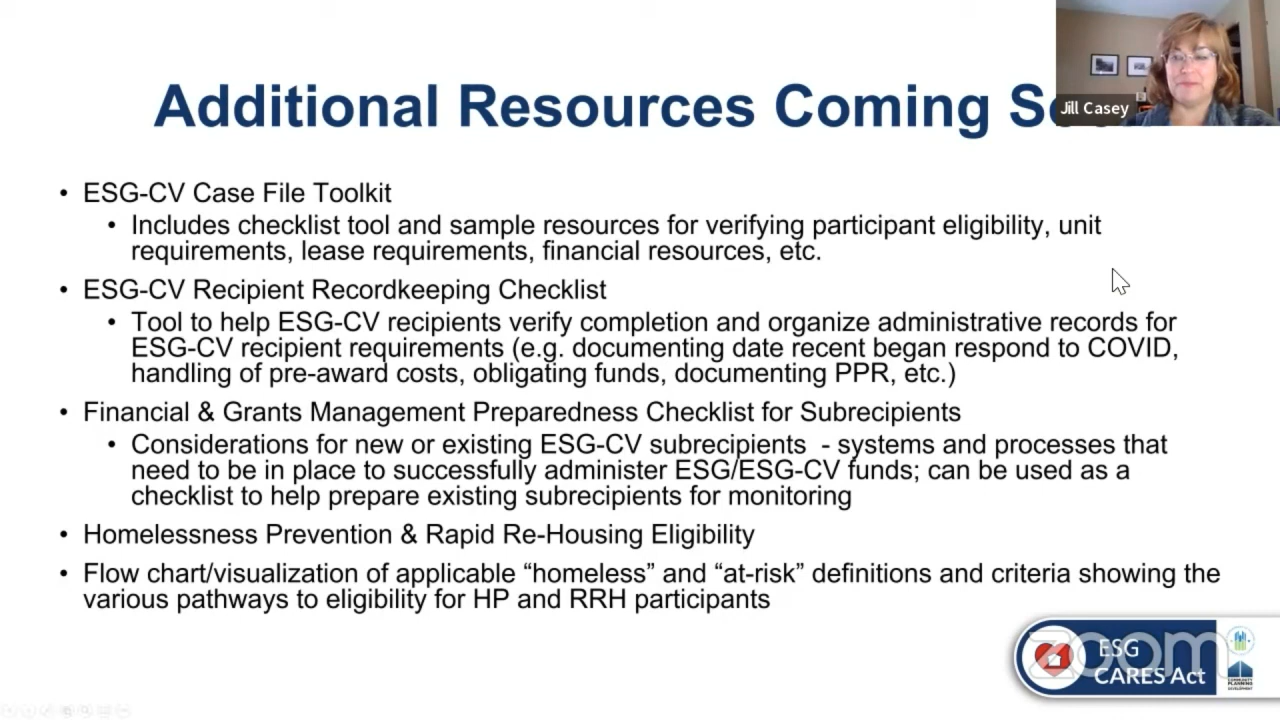 Additional Resources Coming
Jill Casey
• ESG-CV Case File Toolkit
• Includes checklist tool and sample resources for verifying participant eligibility, unit
requirements, lease requirements, financial resources, etc.
• ESG-CV Recipient Recordkeeping Checklist
• Tool to help ESG-CV recipients verify completion and organize administrative records for
ESG-CV recipient requirements (e.g. documenting date recent began respond to COVID,
handling of pre-award costs, obligating funds, documenting PPR, etc.)
• Financial & Grants Management Preparedness Checklist for Subrecipients
• Considerations for new or existing ESG-CV subrecipients - systems and processes that
need to be in place to successfully administer ESG/ESG-CV funds; can be used as a
checklist to help prepare existing subrecipients for monitoring
• Homelessness Prevention & Rapid Re-Housing Eligibility
• Flow chart/visualization of applicable “homeless” and “at-risk” definitions and criteria showing the
various pathways to eligibility for HP and RRH participants
zoom
ESG
CARES Act
COMMUNITY
PLANNING
DEVELOPMENT